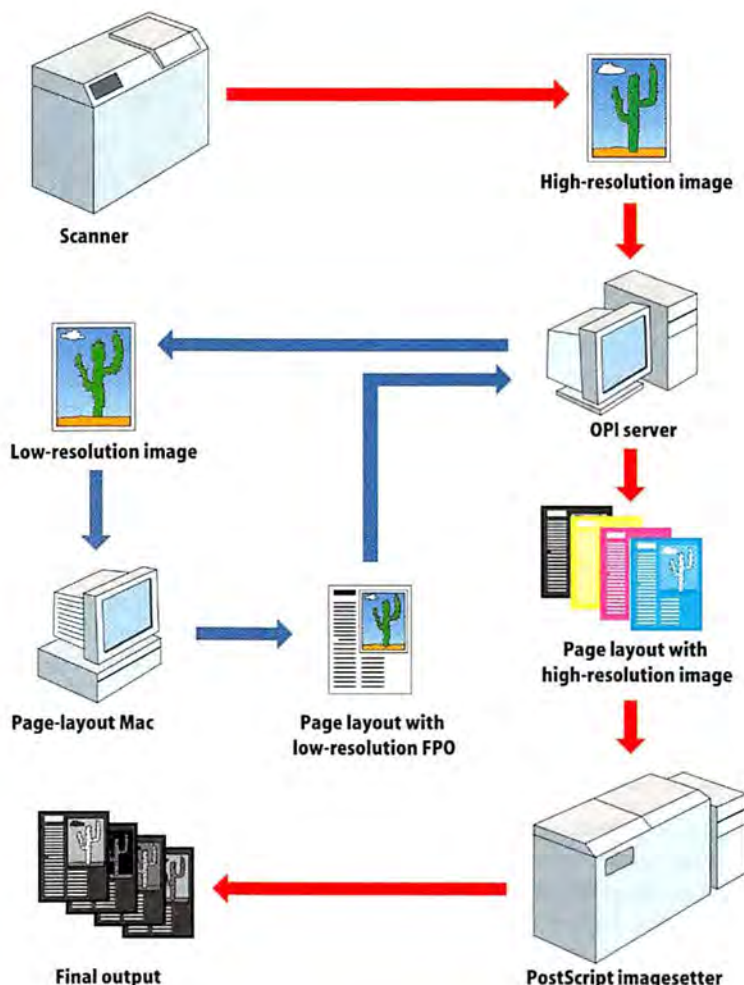 High-resolution image
Scanner
Low-resolution image
OPI server
Page-layout Mac
Page layout with
low-resolution FPO
Page layout with
high-resolution image
Final output
PostScript imagesetter